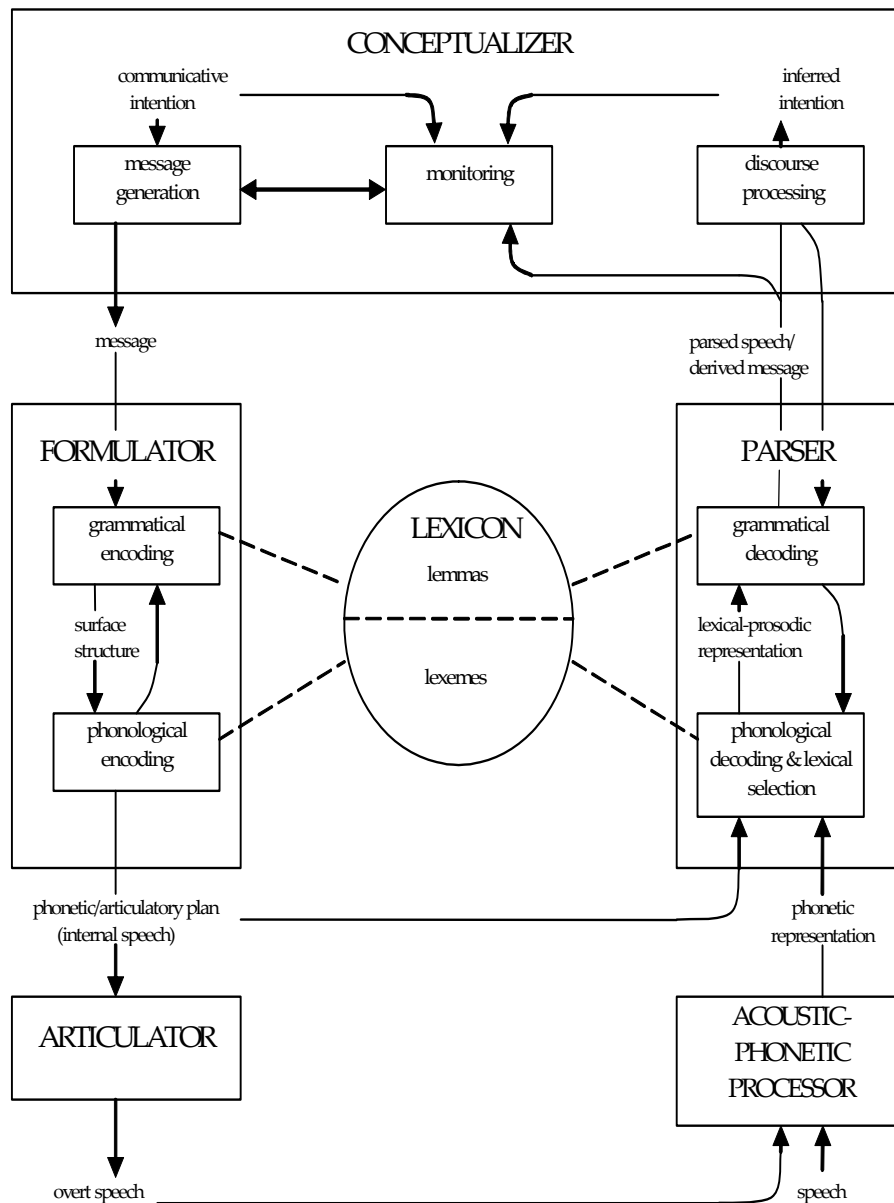 CONCEPTUALIZER
communicative
intention
inferred
intention
message
generation
monitoring
discourse
processing
message
parsed speech/
derived message
FORMULATOR
LEXICON
PARSER
grammatical
encoding
lemmas
grammatical
decoding
surface
structure
lexical-prosodic
representation
lexemes
phonological
encoding
phonological
decoding & lexical
selection
phonetic/articulatory plan
(internal speech)
phonetic
representation
ARTICULATOR
ACOUSTIC-
PHONETIC
PROCESSOR
overt speech
speech